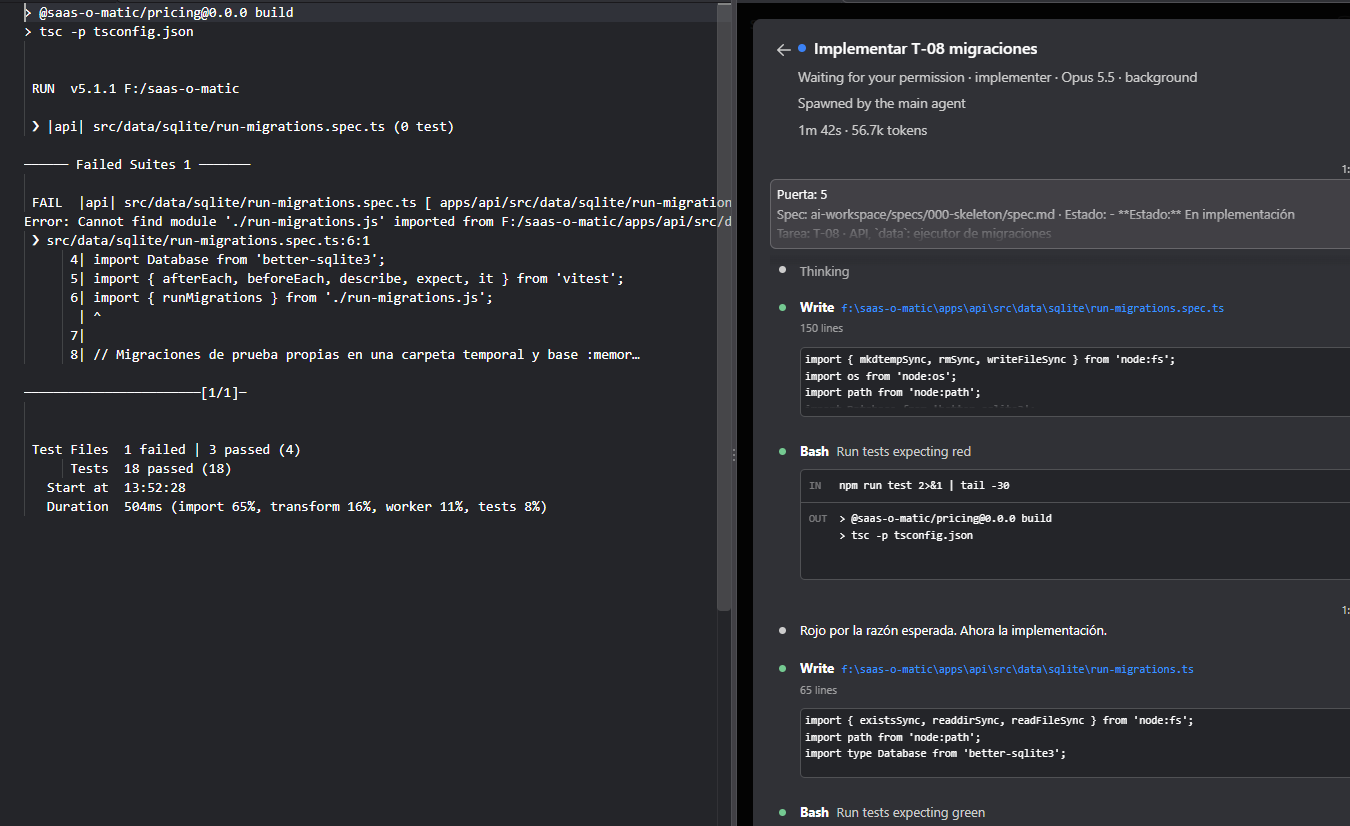 > @saas-o-matic/pricing@0.0.0 build
> tsc -p tsconfig.json
RUN  v5.1.1 F:/saas-o-matic
❯ |api| src/data/sqlite/run-migrations.spec.ts (0 test)
Failed Suites 1
FAIL  |api| src/data/sqlite/run-migrations.spec.ts [ apps/api/src/data/sqlite/run-migration
Error: Cannot find module './run-migrations.js' imported from F:/saas-o-matic/apps/api/src/d
❯ src/data/sqlite/run-migrations.spec.ts:6:1
4| import Database from 'better-sqlite3';
5| import { afterEach, beforeEach, describe, expect, it } from 'vitest';
6| import { runMigrations } from './run-migrations.js';
| ^
7|
8| // Migraciones de prueba propias en una carpeta temporal y base :memor…
[1/1]
Test Files  1 failed | 3 passed (4)
Tests  18 passed (18)
Start at  13:52:28
Duration  504ms (import 65%, transform 16%, worker 11%, tests 8%)
Implementar T-08 migraciones
Waiting for your permission · implementer · Opus 5.5 · background
Spawned by the main agent
1m 42s · 56.7k tokens
1:
Puerta: 5
Spec: ai-workspace/specs/000-skeleton/spec.md · Estado: - **Estado:** En implementación
Tarea: T-08 · API, `data`: ejecutor de migraciones
Thinking
Write f:\saas-o-matic\apps\api\src\data\sqlite\run-migrations.spec.ts
150 lines
import { mkdtempSync, rmSync, writeFileSync } from 'node:fs';
import os from 'node:os';
import path from 'node:path';
Bash Run tests expecting red
IN npm run test 2>&1 | tail -30
OUT > @saas-o-matic/pricing@0.0.0 build
> tsc -p tsconfig.json
1:
Rojo por la razón esperada. Ahora la implementación.
Write f:\saas-o-matic\apps\api\src\data\sqlite\run-migrations.ts
65 lines
import { existsSync, readdirSync, readFileSync } from 'node:fs';
import path from 'node:path';
import type Database from 'better-sqlite3';
Bash Run tests expecting green